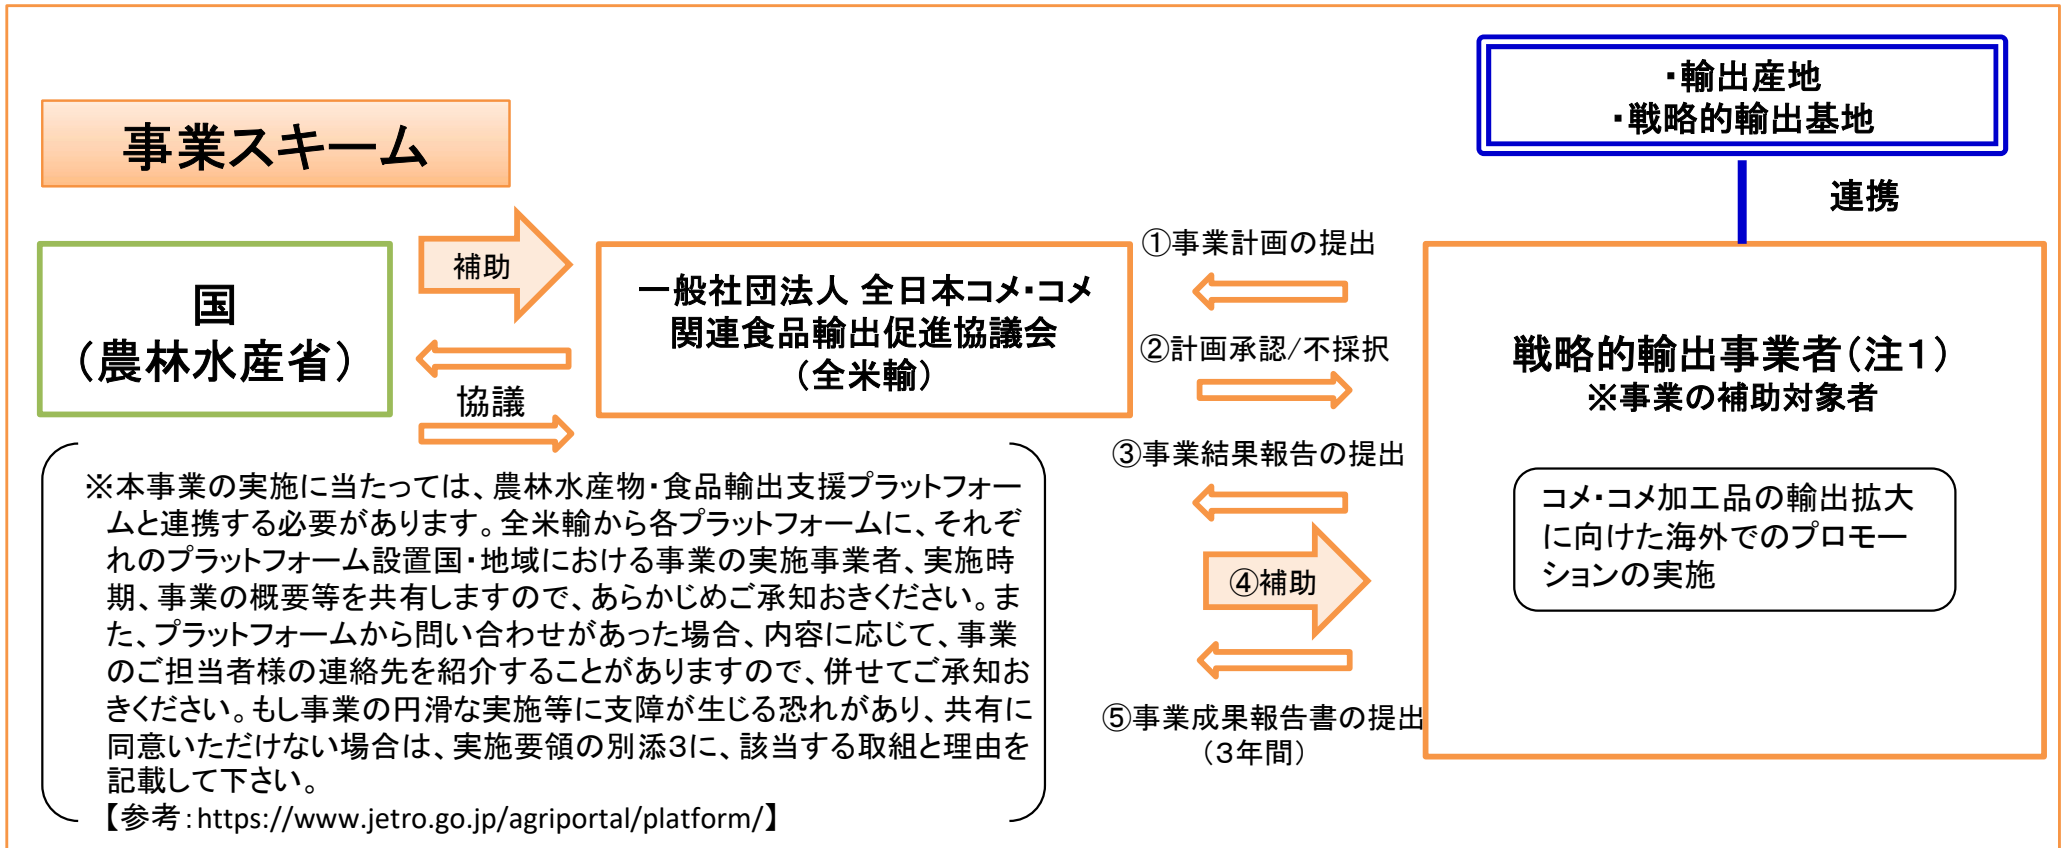 事業スキーム
・輸出産地
・戦略的輸出基地
連携
国
（農林水産省）
補助
協議
一般社団法人 全日本コメ・コメ
関連食品輸出促進協議会
（全米輸）
①事業計画の提出
②計画承認/不採択
③事業結果報告の提出
④補助
⑤事業成果報告書の提出
（3年間）
戦略的輸出事業者（注１）
※事業の補助対象者
コメ・コメ加工品の輸出拡大
に向けた海外でのプロモー
ションの実施
※本事業の実施に当たっては、農林水産物・食品輸出支援プラットフォー
ムと連携する必要があります。全米輸から各プラットフォームに、それぞ
れのプラットフォーム設置国・地域における事業の実施事業者、実施時
期、事業の概要等を共有しますので、あらかじめご承知おきください。ま
た、プラットフォームから問い合わせがあった場合、内容に応じて、事業
のご担当者様の連絡先を紹介することがありますので、併せてご承知お
きください。もし事業の円滑な実施等に支障が生じる恐れがあり、共有に
同意いただけない場合は、実施要領の別添3に、該当する取組と理由を
記載して下さい。
【参考：https://www.jetro.go.jp/agriportal/platform/】